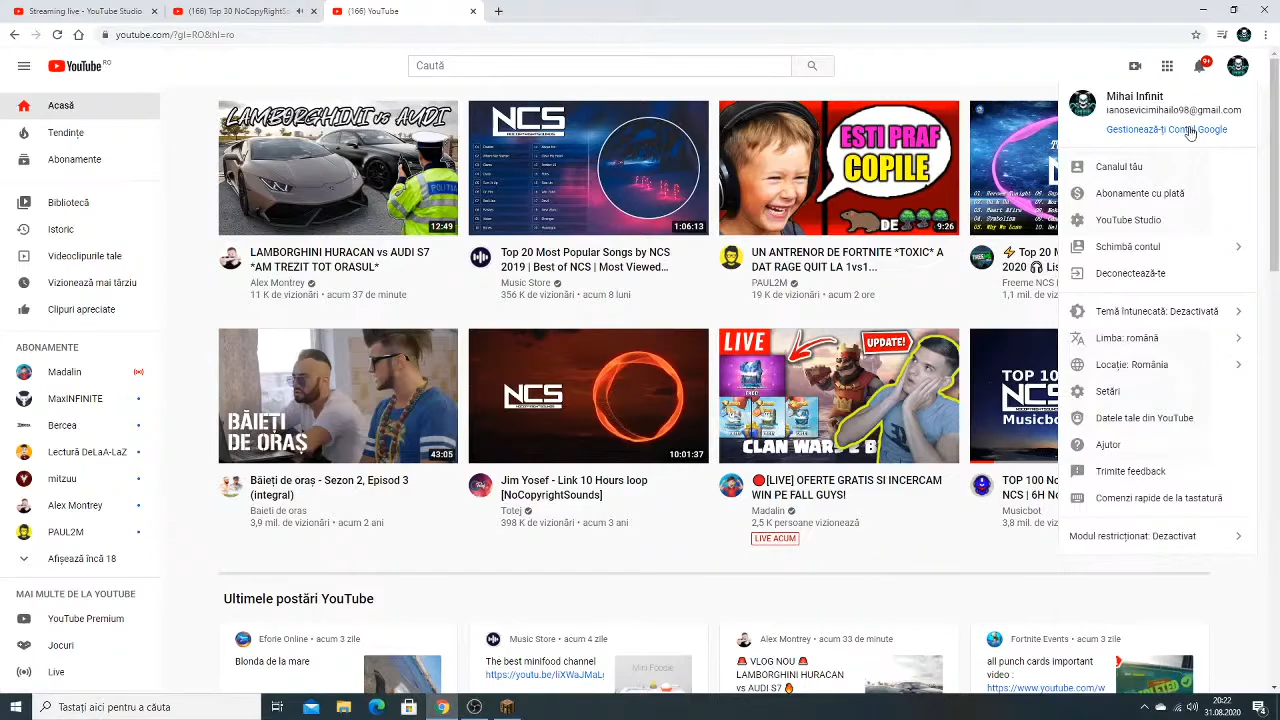 Streaming live - YouTube Studio
(166) Top 30 NoCopyrightSo
(166) YouTube
youtube.com/?gl=RO&hl=ro
YouTube RO
Caută
9+
Acasă
Tendințe
Abonamente
Bibliotecă
Istoric
Videoclipurile tale
Vizionează mai târziu
Clipuri apreciate
ABONAMENTE
Madalin
MaxINFINITE
Bercea
mitzuu
Alex Montrey
PAUL2M
Afișează încă 18
MAI MULTE DE LA YOUTUBE
YouTube Premium
Jocuri
Live
LAMBORGHINI vs AUDI
POLITIA
12:49
LAMBORGHINI HURACAN vs AUDI S7
*AM TREZIT TOT ORASUL*
Alex Montrey
11 K de vizionări • acum 37 de minute
NCS
1:06:13
Top 20 Most Popular Songs by NCS
2019 | Best of NCS | Most Viewed…
Music Store
356 K de vizionări • acum 8 luni
ESTI PRAF
COPILE
DE
9:26
UN ANTRENOR DE FORTNITE *TOXIC* A
DAT RAGE QUIT LA 1vs1...
PAUL2M
19 K de vizionări • acum 2 ore
⚡ Top 20 M
2020 🎧 Lis
Freeme NCS M
1,1 mil. de viz
BĂIEȚI
DE ORAȘ
43:05
Băieți de oraș - Sezon 2, Episod 3
(integral)
Baieti de oras
3,9 mil. de vizionări • acum 2 ani
NCS
NOCOPYRIGHTSOUNDS
10:01:37
Jim Yosef - Link 10 Hours loop
[NoCopyrightSounds]
Totej
398 K de vizionări • acum 3 ani
LIVE
UPDATE!
CLAN WARS 2 B
🔴[LIVE] OFERTE GRATIS SI INCERCAM
WIN PE FALL GUYS!
Madalin
2,5 K persoane vizionează
LIVE ACUM
TOP 10
NCS
Musicbot
TOP 100 No
NCS | 6H No
Musicbot
3,8 mil. de viz
Ultimele postări YouTube
Eforie Online • acum 3 zile
Blonda de la mare
Music Store • acum 4 zile
The best minifood channel
https://youtu.be/liXWaJMaL
Mini Foodie
Alex Montrey • acum 33 de minute
🚨 VLOG NOU 🚨
LAMBORGHINI HURACAN
vs AUDI S7 🔥
Fortnite Events • acum 3 zile
all punch cards important
video :
https://www.youtube.com/w
Mihai Infinit
ianosevicimihailo98@gmail.com
Gestionează-ți Contul Google
Canalul tău
Abonamente cu plată
YouTube Studio
Schimbă contul
Deconectează-te
Temă întunecată: Dezactivată
Limba: română
Locație: România
Setări
Datele tale din YouTube
Ajutor
Trimite feedback
Comenzi rapide de la tastatură
Modul restricționat: Dezactivat
Tastați aici pentru a căuta
20:22
31.08.2020